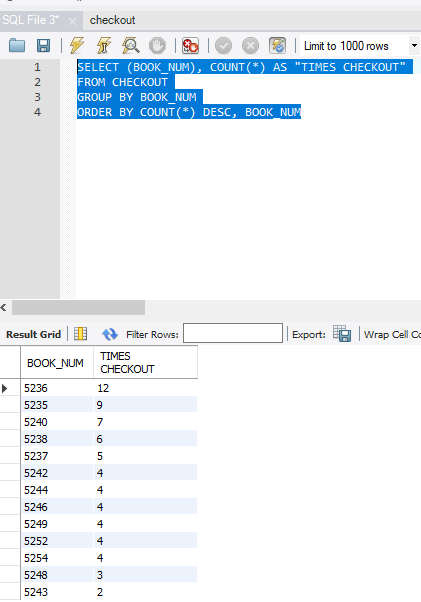 SQL File 3* checkout
Limit to 1000 rows
1 SELECT (BOOK_NUM), COUNT(*) AS "TIMES CHECKOUT"
2 FROM CHECKOUT
3 GROUP BY BOOK_NUM
4 ORDER BY COUNT(*) DESC, BOOK_NUM
Result Grid Filter Rows: Export: Wrap Cell Co
BOOK_NUM TIMES CHECKOUT
5236 12
5235 9
5240 7
5238 6
5237 5
5242 4
5244 4
5246 4
5249 4
5252 4
5254 4
5248 3
5243 2